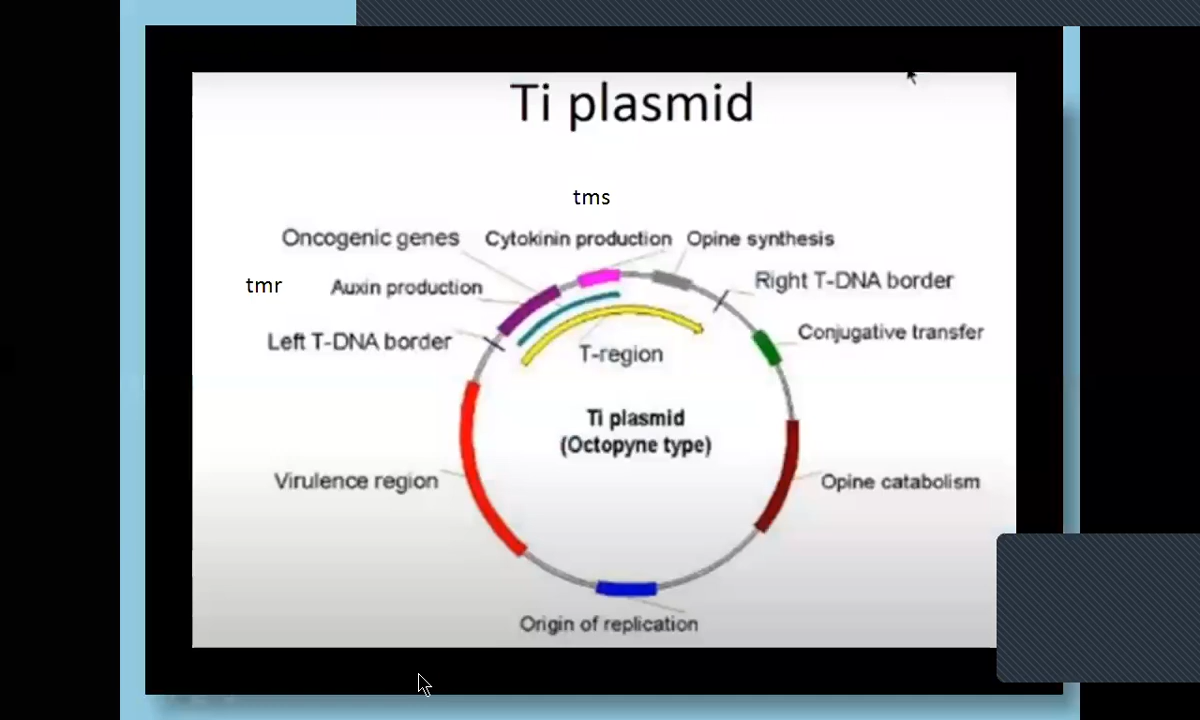 Ti plasmid
tms
Oncogenic genes
Cytokinin production
Opine synthesis
tmr
Auxin production
Right T-DNA border
Left T-DNA border
Conjugative transfer
T-region
Ti plasmid
(Octopyne type)
Virulence region
Opine catabolism
Origin of replication